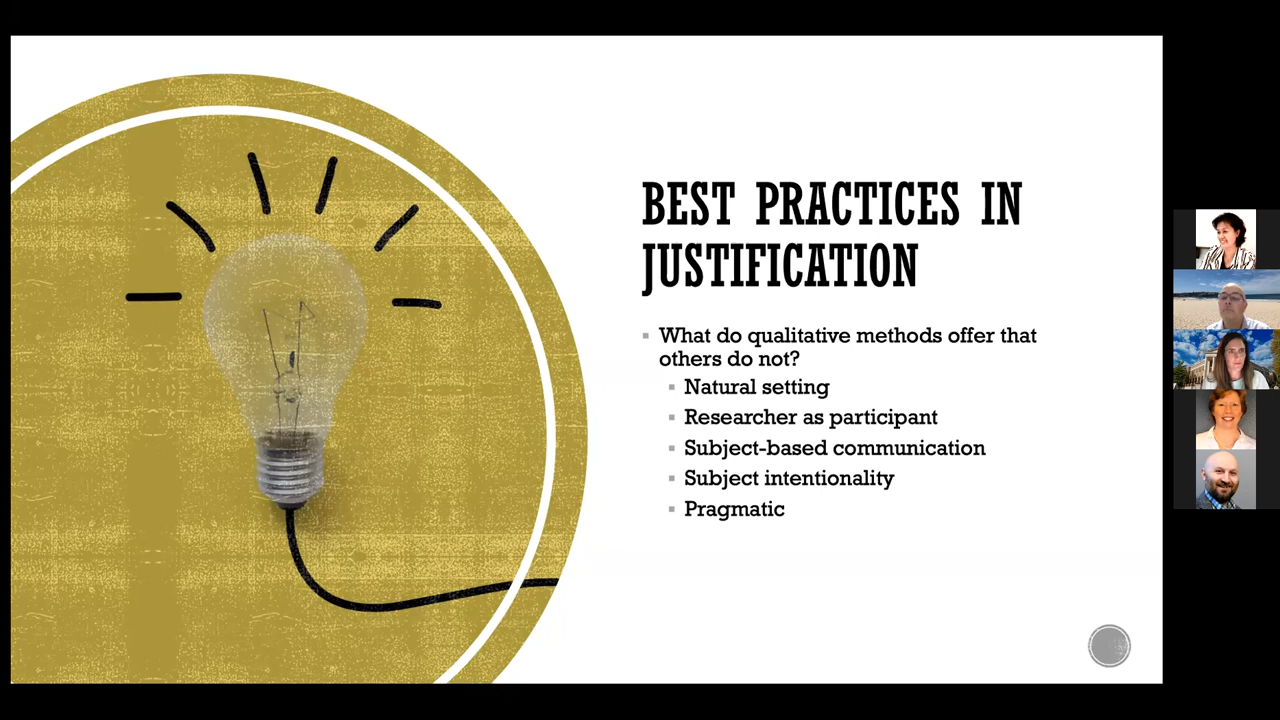 BEST PRACTICES IN
JUSTIFICATION
What do qualitative methods offer that
others do not?
Natural setting
Researcher as participant
Subject-based communication
Subject intentionality
Pragmatic